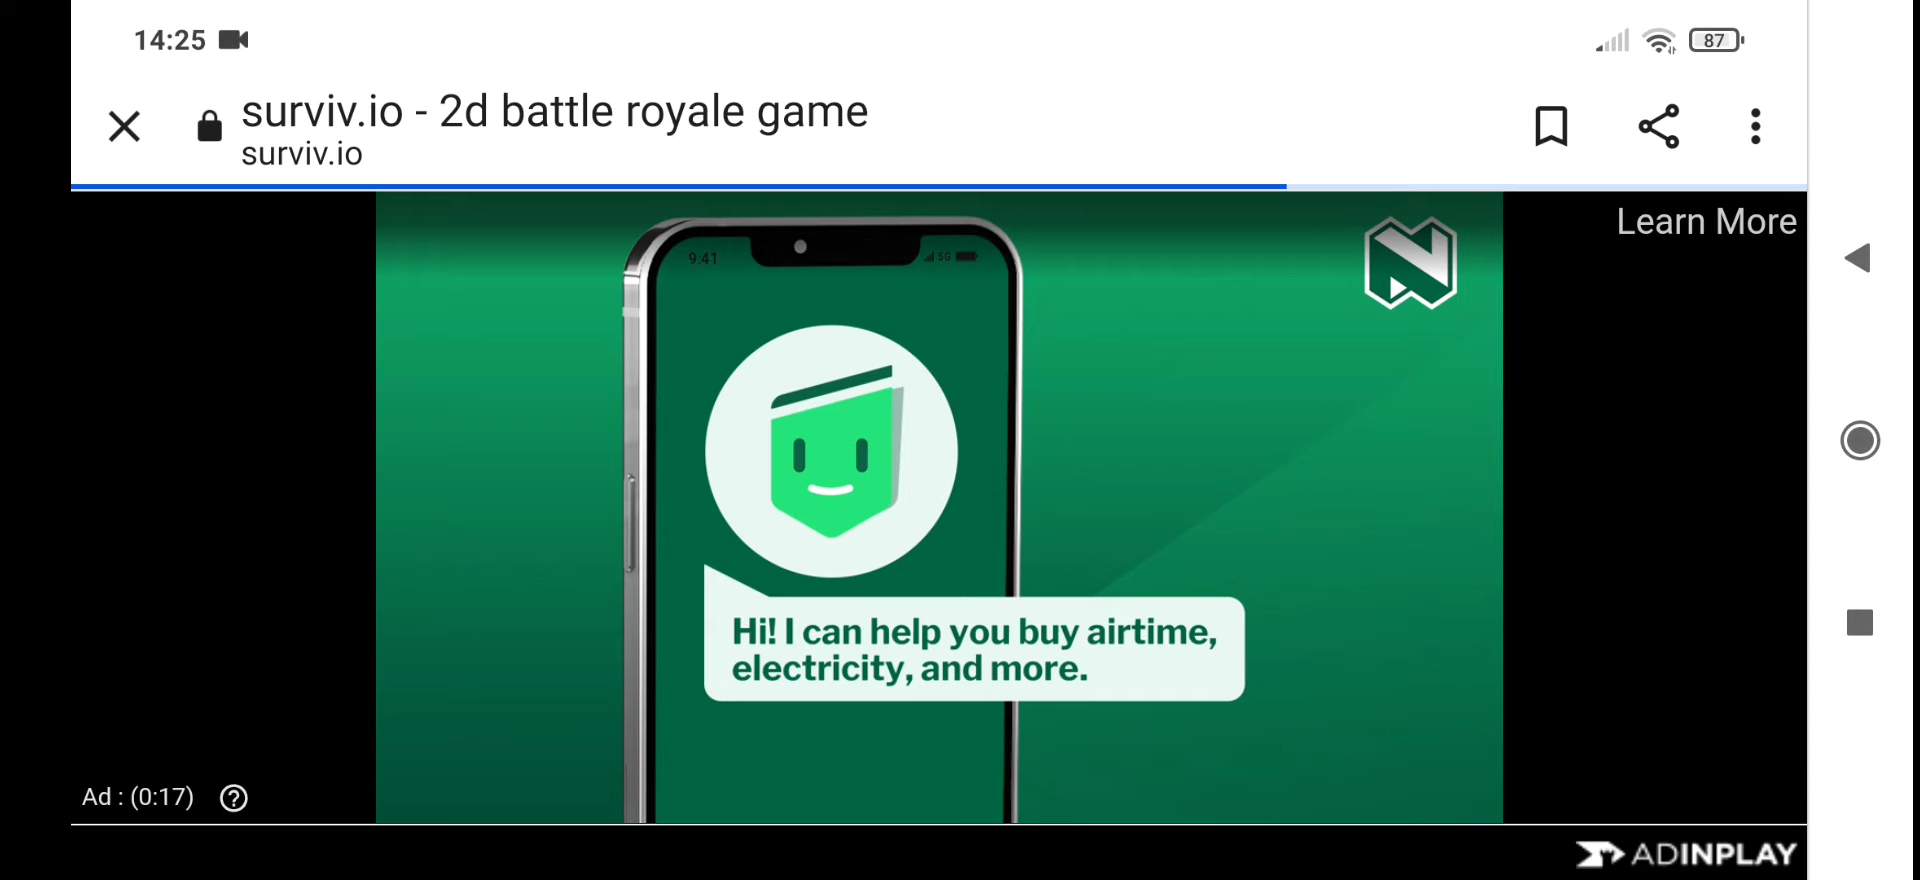 14:25
87
surviv.io - 2d battle royale game
surviv.io
Learn More
9:41
5G
Hi! I can help you buy airtime,
electricity, and more.
Ad : (0:17)
ADINPLAY